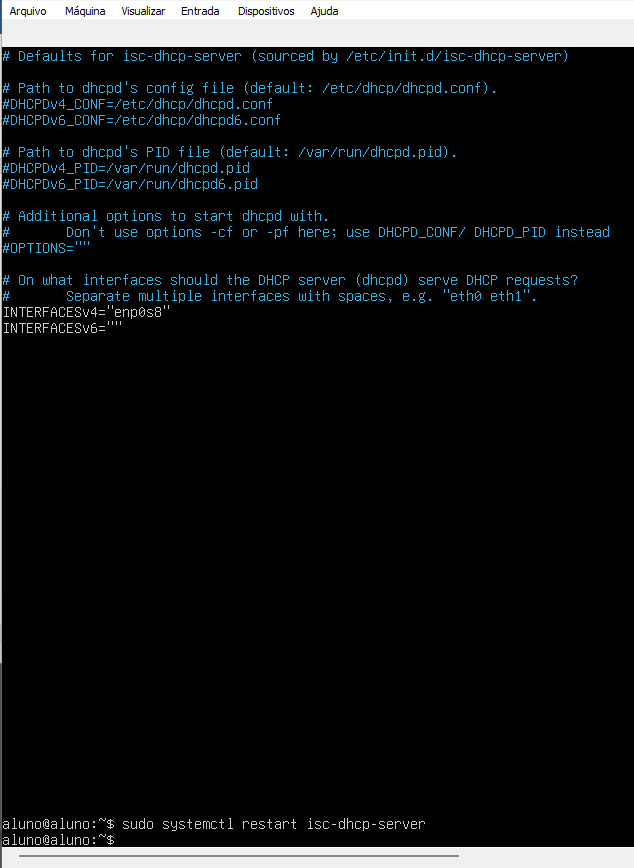 Arquivo Máquina Visualizar Entrada Dispositivos Ajuda
# Defaults for isc-dhcp-server (sourced by /etc/init.d/isc-dhcp-server)
# Path to dhcpd's config file (default: /etc/dhcp/dhcpd.conf).
#DHCPDv4_CONF=/etc/dhcp/dhcpd.conf
#DHCPDv6_CONF=/etc/dhcp/dhcpd6.conf
# Path to dhcpd's PID file (default: /var/run/dhcpd.pid).
#DHCPDv4_PID=/var/run/dhcpd.pid
#DHCPDv6_PID=/var/run/dhcpd6.pid
# Additional options to start dhcpd with.
#       Don't use options -cf or -pf here; use DHCPD_CONF/ DHCPD_PID instead
#OPTIONS=""
# On what interfaces should the DHCP server (dhcpd) serve DHCP requests?
#       Separate multiple interfaces with spaces, e.g. "eth0 eth1".
INTERFACESv4="enp0s8"
INTERFACESv6=""
aluno@aluno:~$ sudo systemctl restart isc-dhcp-server
aluno@aluno:~$